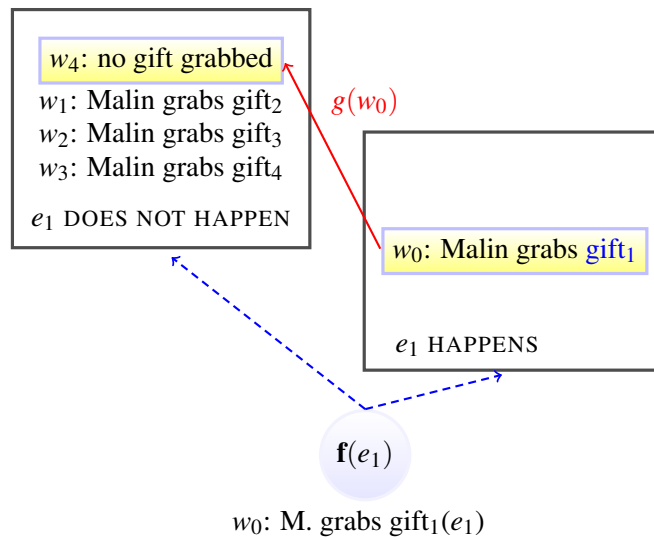 w₄: no gift grabbed
w₁: Malin grabs gift₂
w₂: Malin grabs gift₃
w₃: Malin grabs gift₄
e₁ DOES NOT HAPPEN
g(w₀)
w₀: Malin grabs gift₁
e₁ HAPPENS
f(e₁)
w₀: M. grabs gift₁(e₁)